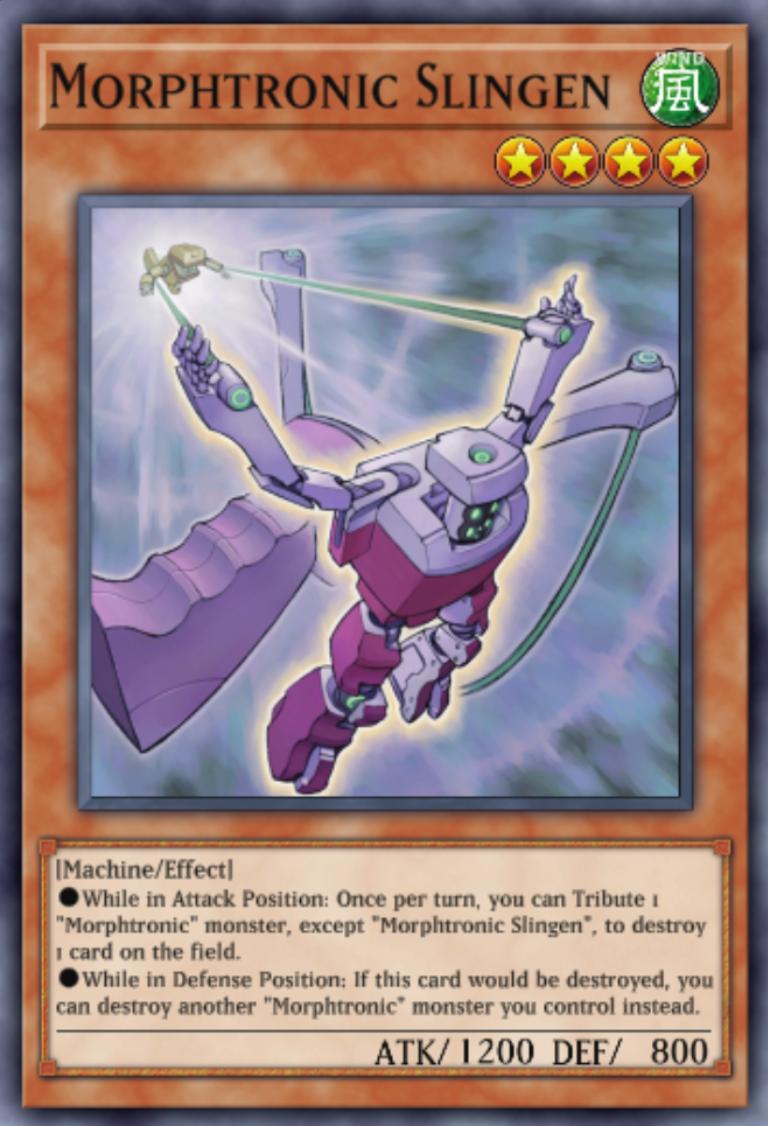 Morphtronic Slingen
WIND
風
[Machine/Effect]
●While in Attack Position: Once per turn, you can Tribute 1
"Morphtronic" monster, except "Morphtronic Slingen", to destroy
1 card on the field.
●While in Defense Position: If this card would be destroyed, you
can destroy another "Morphtronic" monster you control instead.
ATK/ 1200 DEF/ 800